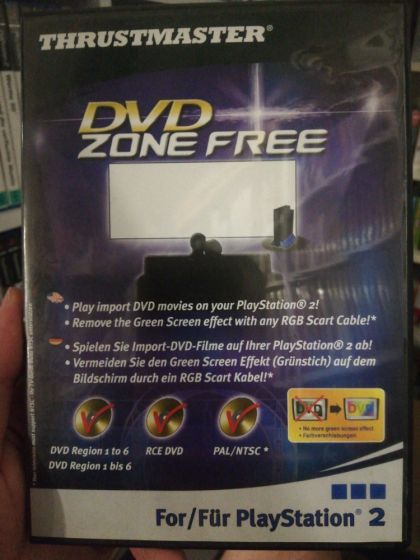 THRUSTMASTER®
DVD
ZONE FREE
• Play import DVD movies on your PlayStation® 2!
• Remove the Green Screen effect with any RGB Scart Cable!*
• Spielen Sie Import-DVD-Filme auf Ihrer PlayStation® 2 ab!
• Vermeiden Sie den Green Screen Effekt (Grünstich) auf dem
Bildschirm durch ein RGB Scart Kabel!*
DVD Region 1 to 6
DVD Region 1 bis 6
RCE DVD
PAL/NTSC *
DVD
DVD
• No more green screen effect
• Farbverschiebungen
For/Für PlayStation® 2